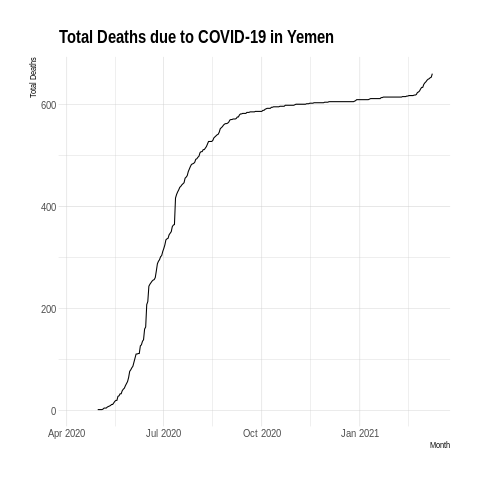 Total Deaths due to COVID-19 in Yemen
Total Deaths
600
400
200
0
Apr 2020 Jul 2020 Oct 2020 Jan 2021
Month